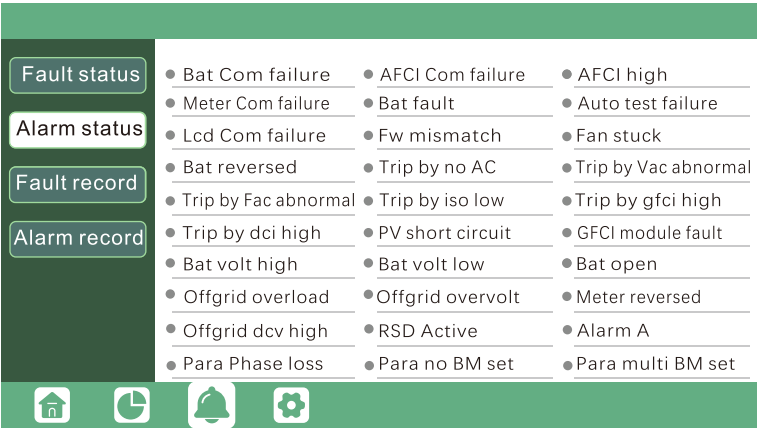 Fault status
Alarm status
Fault record
Alarm record
Bat Com failure AFCI Com failure AFCI high
Meter Com failure Bat fault Auto test failure
Lcd Com failure Fw mismatch Fan stuck
Bat reversed Trip by no AC Trip by Vac abnormal
Trip by Fac abnormal Trip by iso low Trip by gfci high
Trip by dci high PV short circuit GFCI module fault
Bat volt high Bat volt low Bat open
Offgrid overload Offgrid overvolt Meter reversed
Offgrid dcv high RSD Active Alarm A
Para Phase loss Para no BM set Para multi BM set